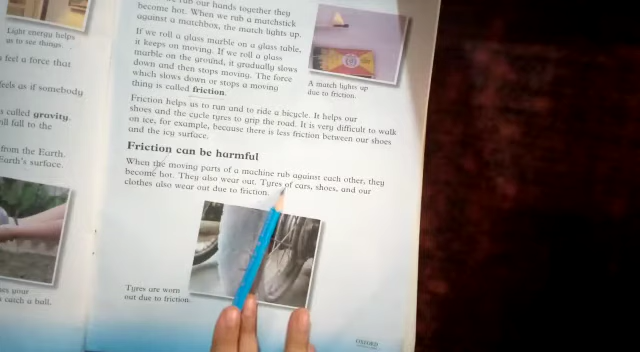 Light energy helps
us to see things.
feel a force that
feels as if somebody
called gravity.
fall to the
from the Earth.
Earth's surface.
your
catch a ball.
rub our hands together they
become hot. When we rub a matchstick
against a matchbox, the match lights up.
If we roll a glass marble on a glass table,
it keeps on moving. If we roll a glass
marble on the ground, it gradually slows
down and then stops moving. The force
which slows down or stops a moving
thing is called friction.
A match lights up
due to friction.
Friction helps us to run and to ride a bicycle. It helps our
shoes and the cycle tyres to grip the road. It is very difficult to walk
on ice, for example, because there is less friction between our shoes
and the icy surface.
Friction can be harmful
When the moving parts of a machine rub against each other, they
become hot. They also wear out. Tyres of cars, shoes, and our
clothes also wear out due to friction.
Tyres are worn
out due to friction.
OXFORD